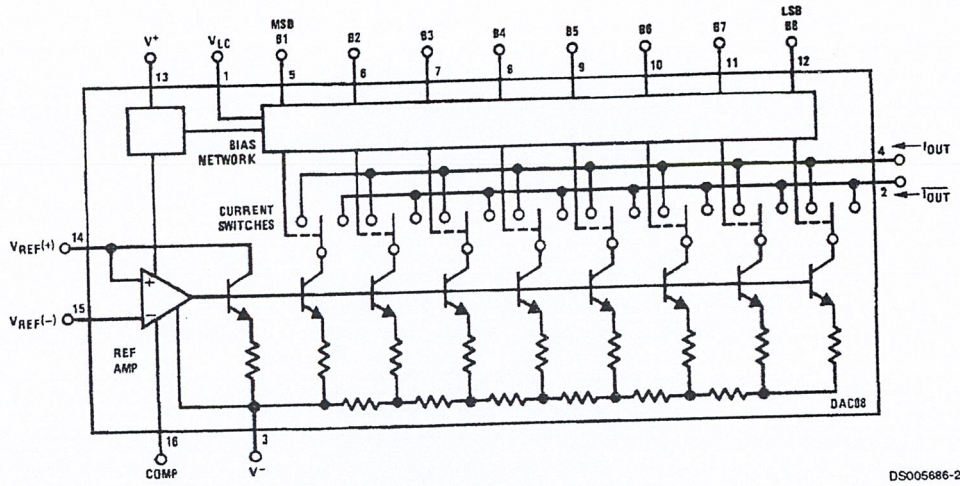 MSB
B1
B2
B3
B4
B5
B6
B7
LSB
B8
V+
VLC
13
1
5
6
7
8
9
10
11
12
BIAS
NETWORK
4
IOUT
2
IOUT
CURRENT
SWITCHES
VREF(+)
14
+
VREF(−)
15
−
REF
AMP
DAC08
16
COMP
3
V−
DS005686-2